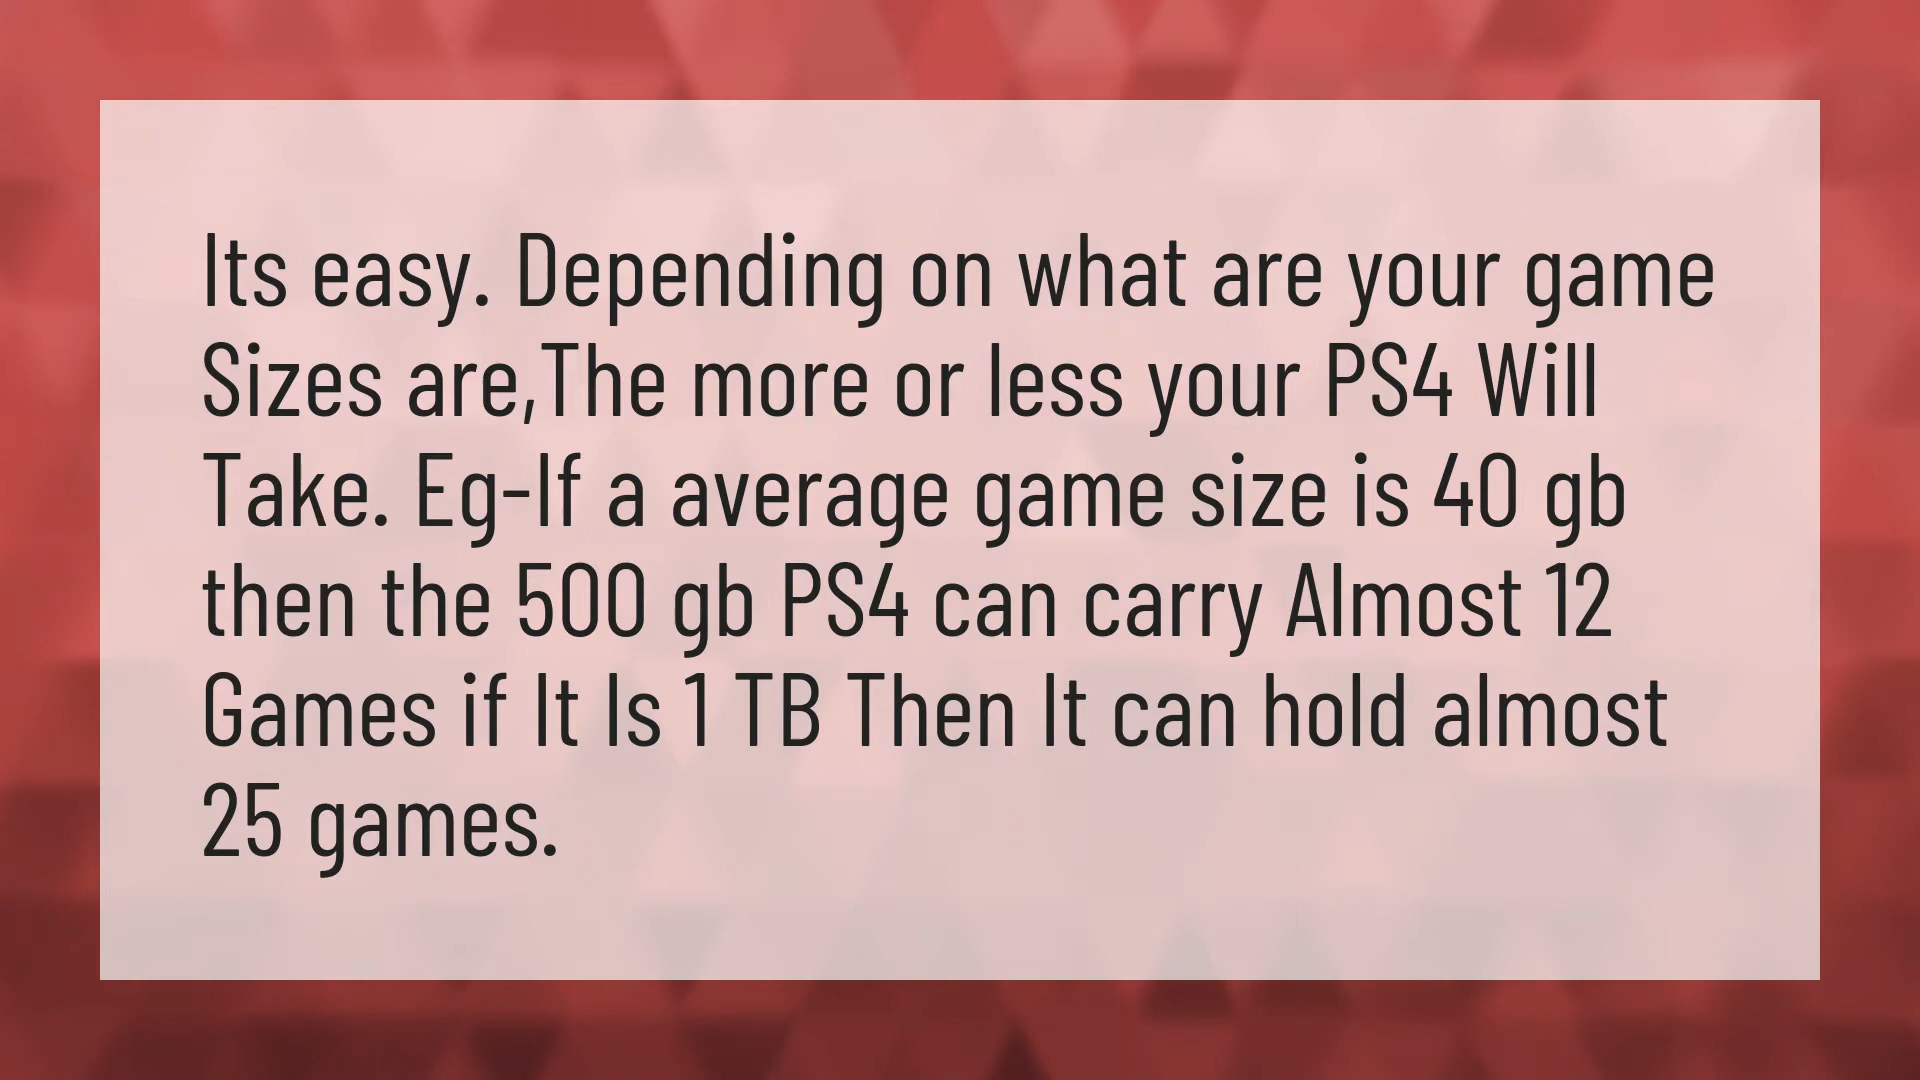 Its easy. Depending on what are your game
Sizes are,The more or less your PS4 Will
Take. Eg-If a average game size is 40 gb
then the 500 gb PS4 can carry Almost 12
Games if It Is 1 TB Then It can hold almost
25 games.